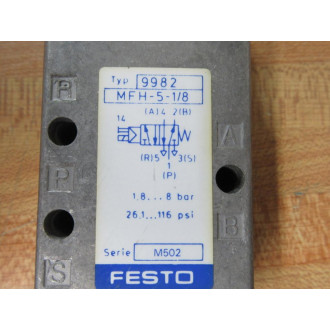 Typ 9982
MFH-5-1/8
(A)4 2(B)
14
(R)5 3(S)
1
(P)
1,8...8 bar
26,1...116 psi
Serie M502
FESTO
R
P
S
A
B